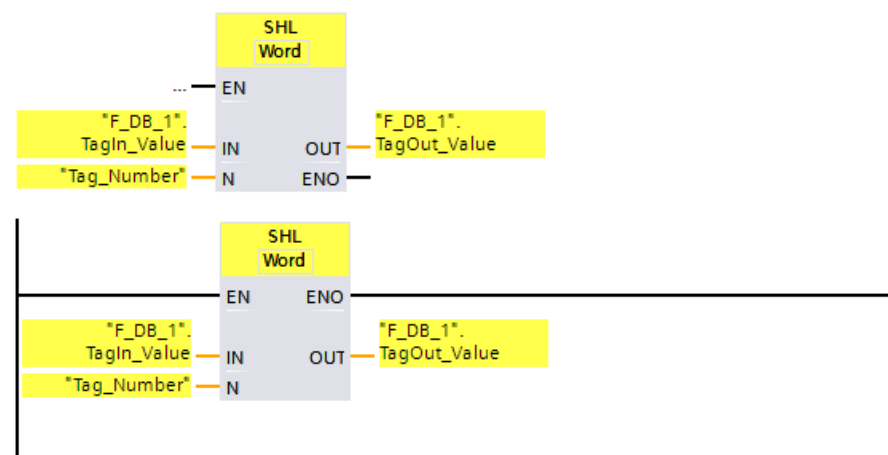 SHL
Word
... EN
"F_DB_1".
TagIn_Value IN OUT "F_DB_1".
TagOut_Value
"Tag_Number" N ENO
SHL
Word
EN ENO
"F_DB_1".
TagIn_Value IN OUT "F_DB_1".
TagOut_Value
"Tag_Number" N